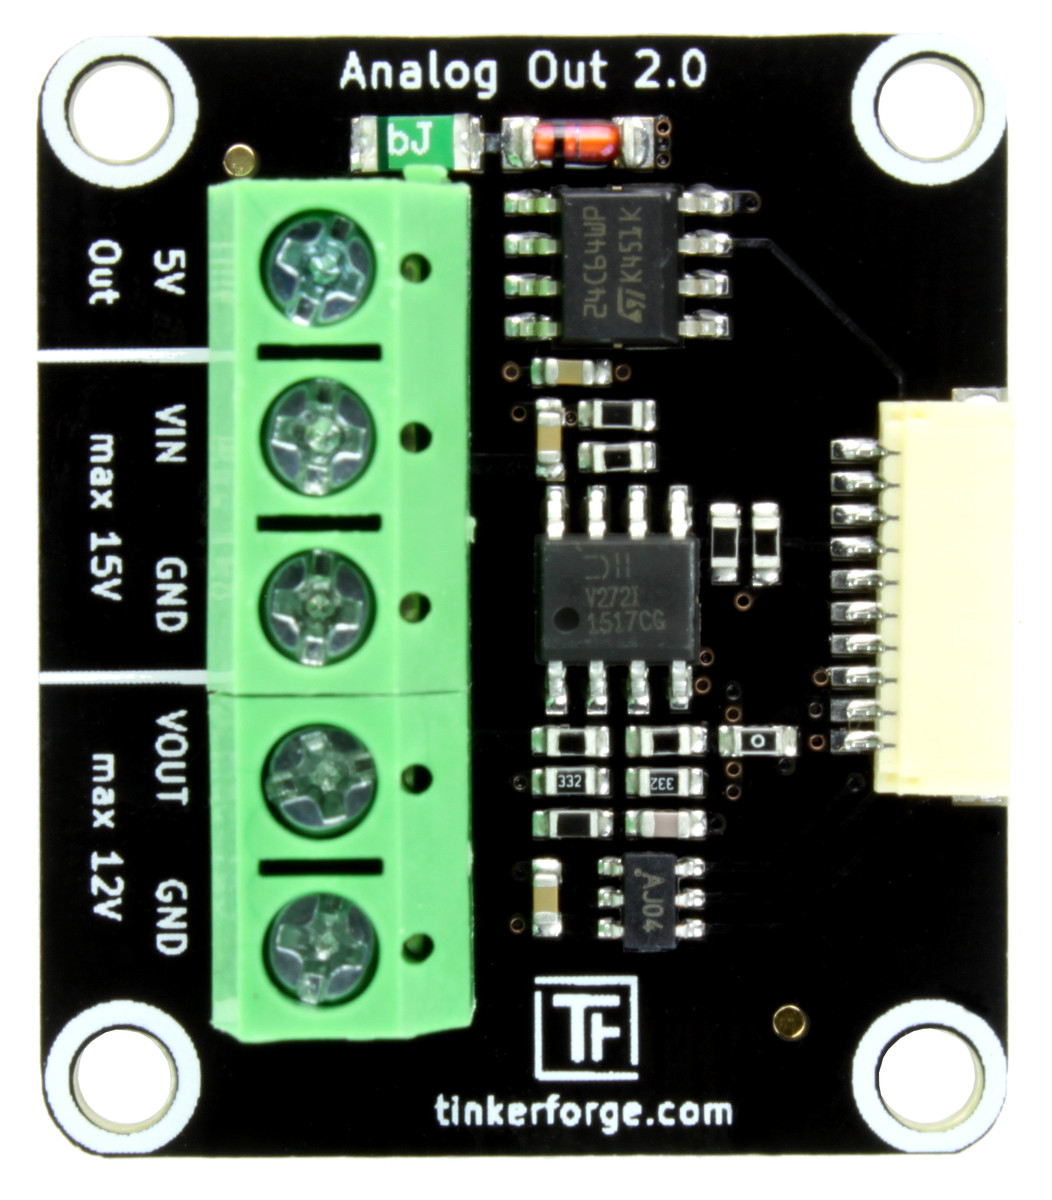 Analog Out 2.0
bJ
24C64WP
K451K
5V
Out
VIN
GND
max 15V
V272I
1517CG
VOUT
GND
max 12V
0
332
332
AJ04
TF
tinkerforge.com